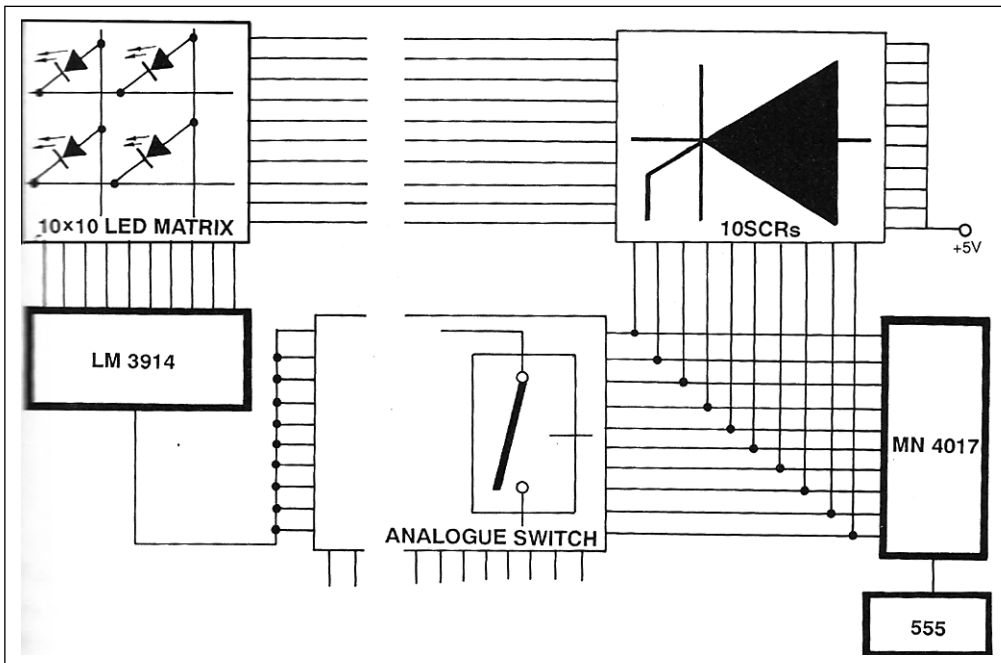 10×10 LED MATRIX
10SCRs
+5V
LM 3914
MN 4017
ANALOGUE SWITCH
555